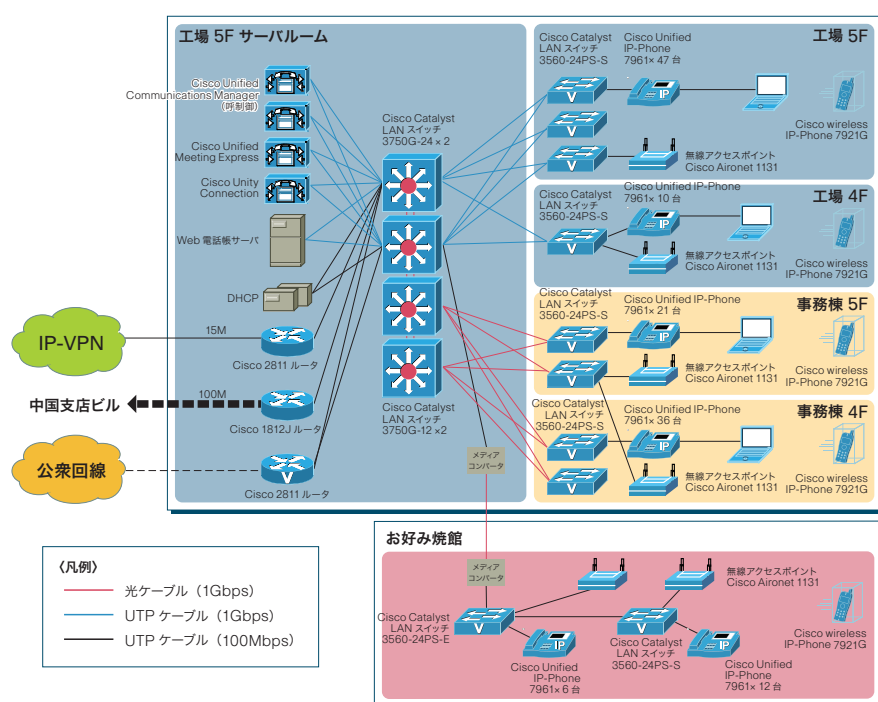 工場 5F サーバルーム
Cisco Unified
Communications Manager
(呼制御)
Cisco Unified
Meeting Express
Cisco Unity
Connection
Web 電話帳サーバ
DHCP
IP-VPN
15M
Cisco 2811 ルータ
中国支店ビル
100M
Cisco 1812J ルータ
公衆回線
V
Cisco 2811 ルータ
Cisco Catalyst
LAN スイッチ
3750G-24 × 2
Cisco Catalyst
LAN スイッチ
3750G-12 ×2
メディア
コンバータ
工場 5F
Cisco Catalyst
LAN スイッチ
3560-24PS-S
Cisco Unified
IP-Phone
7961× 47 台
V
IP
V
V
無線アクセスポイント
Cisco Aironet 1131
Cisco wireless
IP-Phone 7921G
工場 4F
Cisco Catalyst
LAN スイッチ
3560-24PS-S
Cisco Unified IP-Phone
7961× 10 台
V
IP
無線アクセスポイント
Cisco Aironet 1131
Cisco wireless
IP-Phone 7921G
事務棟 5F
Cisco Catalyst
LAN スイッチ
3560-24PS-S
Cisco Unified IP-Phone
7961× 21 台
V
IP
V
無線アクセスポイント
Cisco Aironet 1131
Cisco wireless
IP-Phone 7921G
事務棟 4F
Cisco Catalyst
LAN スイッチ
3560-24PS-S
Cisco Unified IP-Phone
7961× 36 台
V
IP
V
無線アクセスポイント
Cisco Aironet 1131
Cisco wireless
IP-Phone 7921G
お好み焼館
メディア
コンバータ
無線アクセスポイント
Cisco Aironet 1131
Cisco Catalyst
LAN スイッチ
3560-24PS-E
V
IP
Cisco Unified
IP-Phone
7961× 6 台
V
Cisco Catalyst
LAN スイッチ
3560-24PS-S
IP
Cisco Unified
IP-Phone
7961× 12 台
Cisco wireless
IP-Phone 7921G
〈凡例〉
光ケーブル（1Gbps）
UTP ケーブル（1Gbps）
UTP ケーブル（100Mbps）